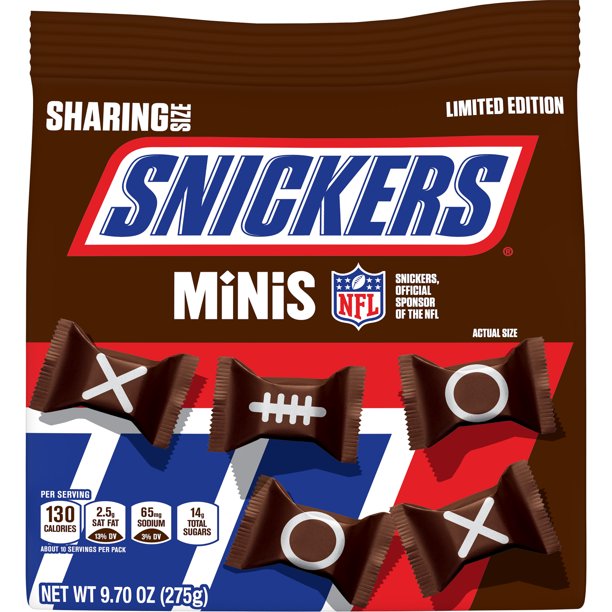 SHARING SIZE
LIMITED EDITION
SNICKERS®
MiNiS
NFL
SNICKERS,
OFFICIAL
SPONSOR
OF THE NFL
ACTUAL SIZE
X
O
O
X
PER SERVING
130
CALORIES
2.5g
SAT FAT
13% DV
65mg
SODIUM
3% DV
14g
TOTAL
SUGARS
ABOUT 10 SERVINGS PER PACK
NET WT 9.70 OZ (275g)